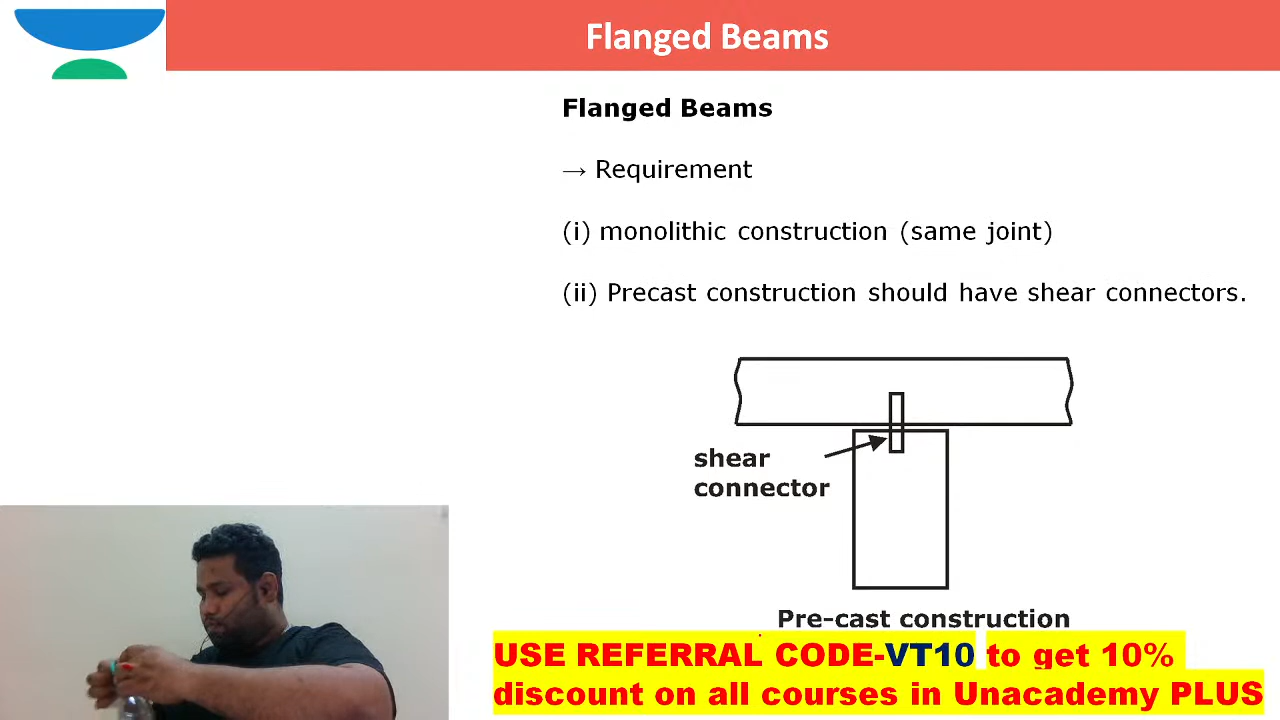 Flanged Beams
Flanged Beams
→ Requirement
(i) monolithic construction (same joint)
(ii) Precast construction should have shear connectors.
shear
connector
Pre-cast construction
USE REFERRAL CODE-VT10 to get 10%
discount on all courses in Unacademy PLUS